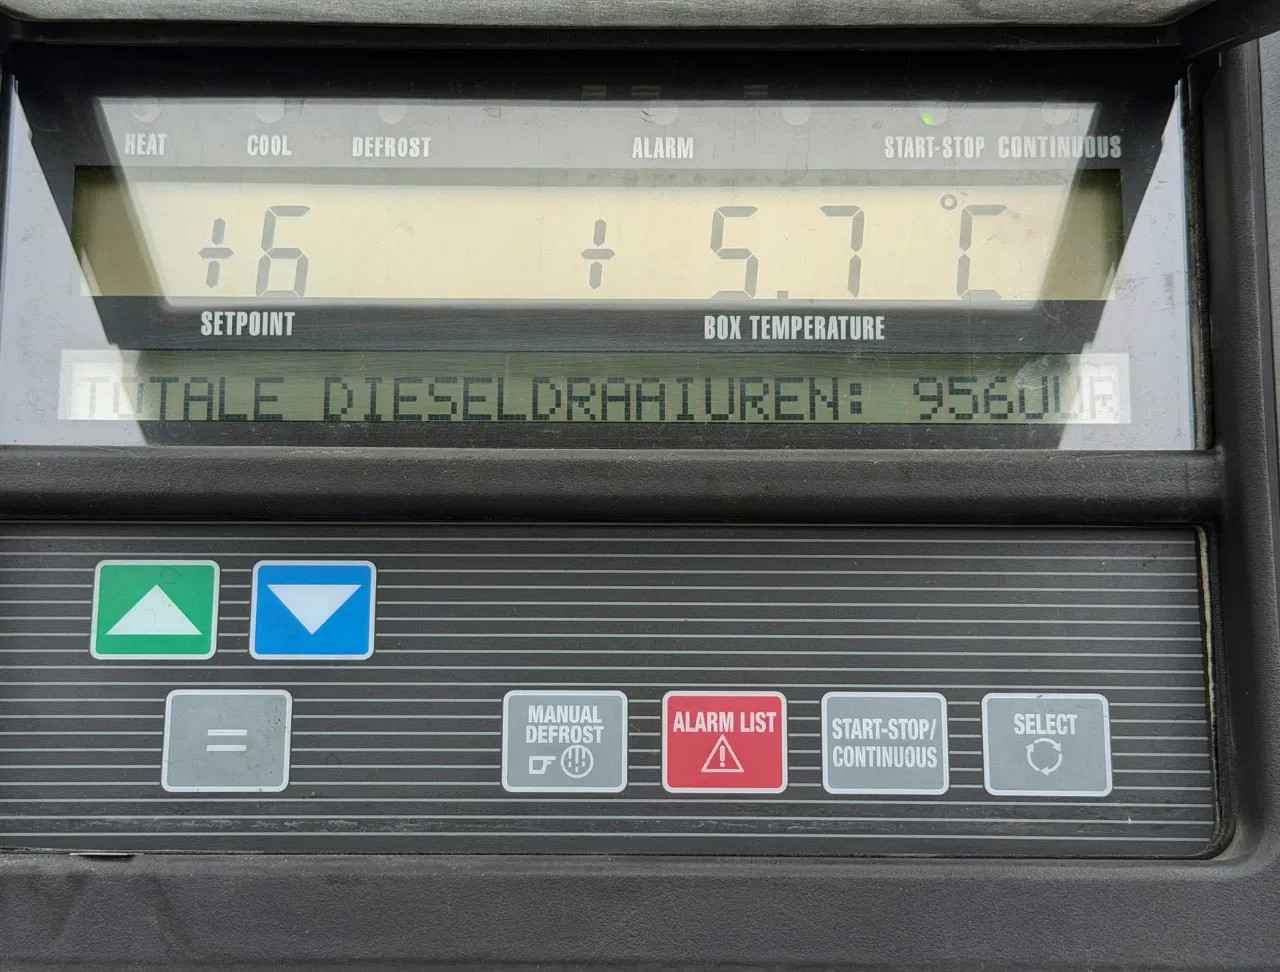 HEAT COOL DEFROST ALARM START-STOP CONTINUOUS
+6 +5.7 °C
SETPOINT BOX TEMPERATURE
TOTALE DIESELDRAAIUREN: 956UUR
MANUAL DEFROST
ALARM LIST
START-STOP/
CONTINUOUS
SELECT
=